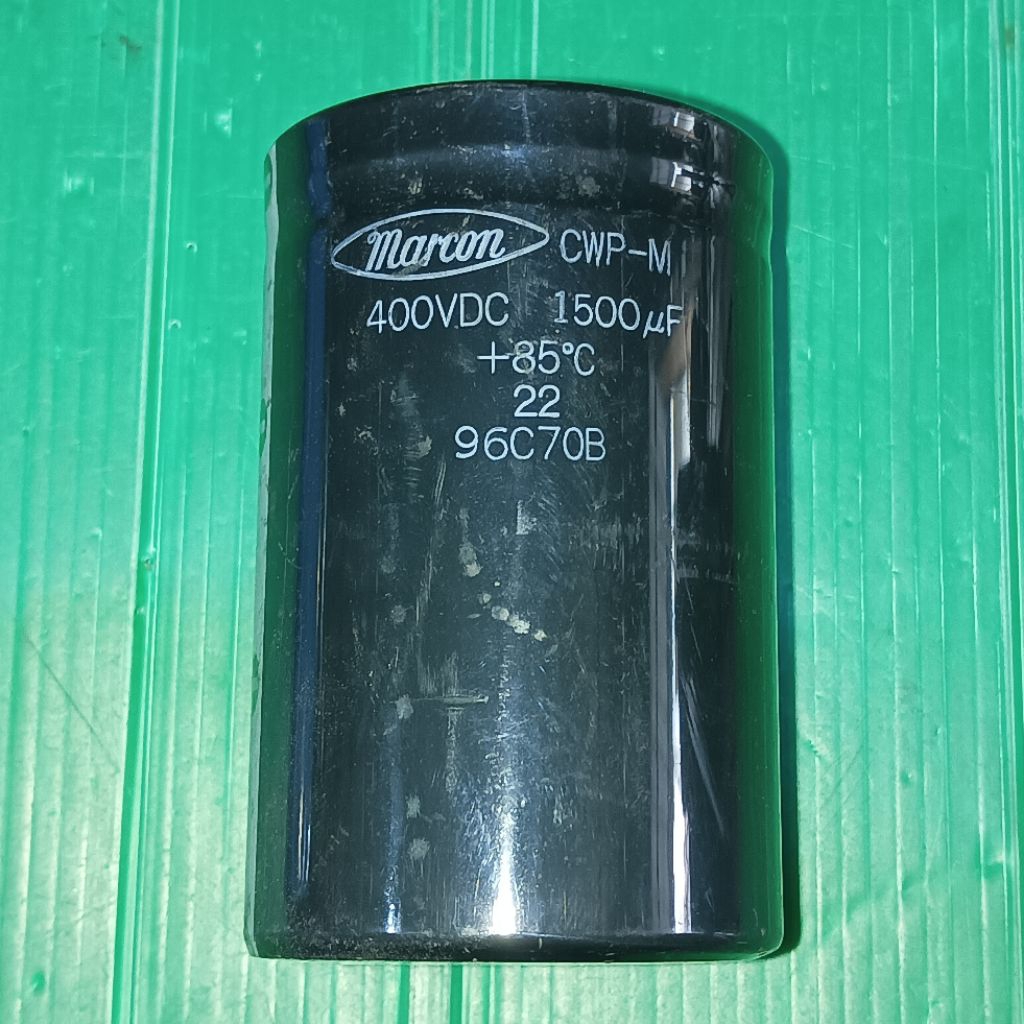 marcon CWP-M
400VDC 1500μF
+85℃
22
96C70B